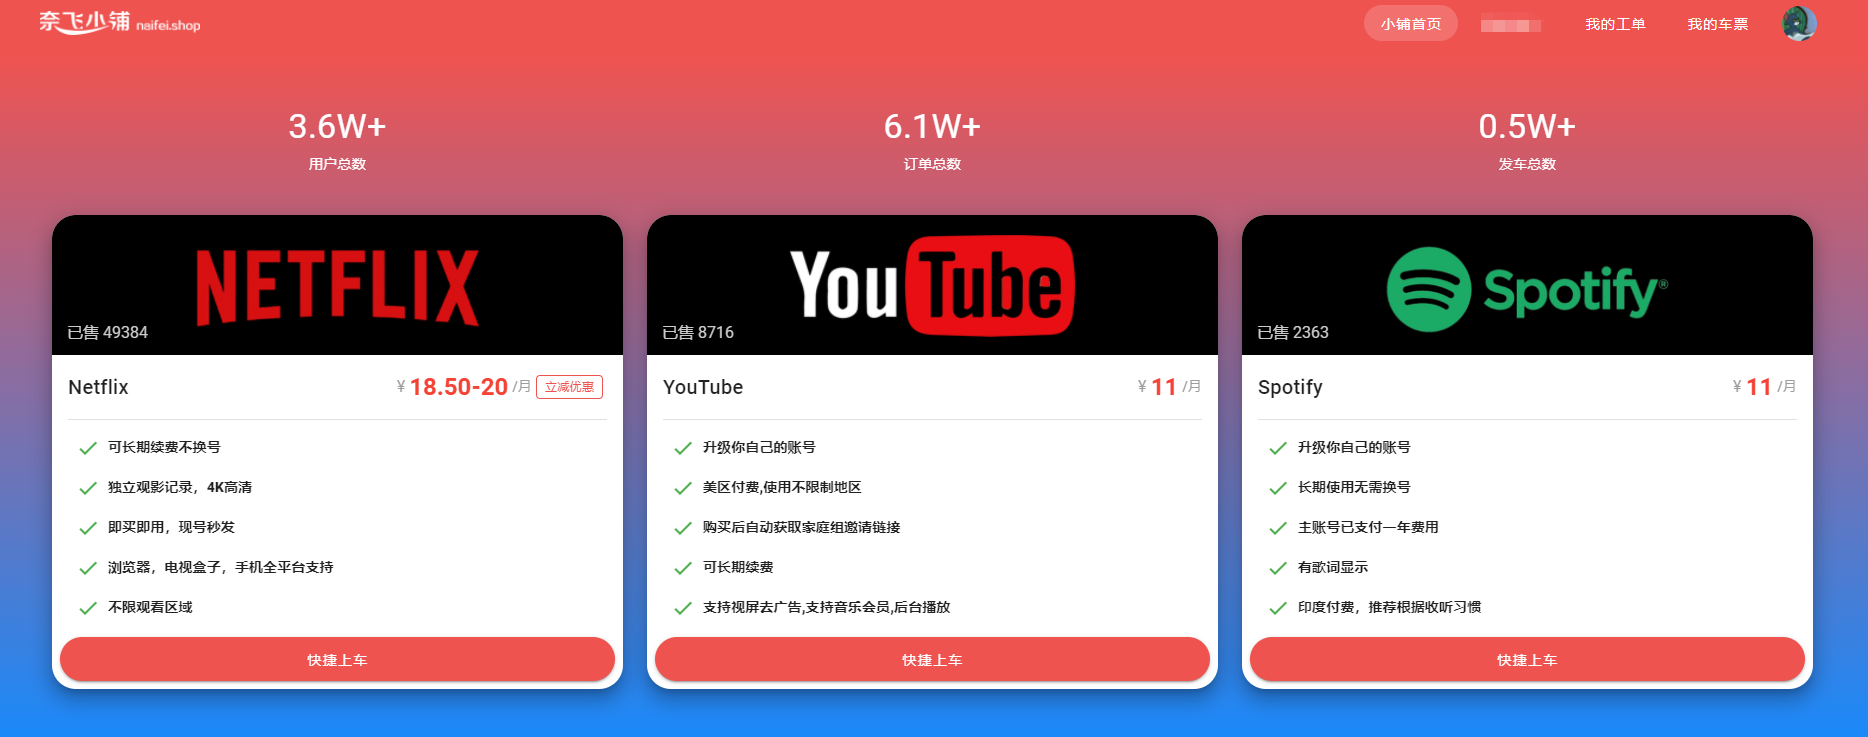 奈飞小铺 naifei.shop
小铺首页
我的工单
我的车票
3.6W+
用户总数
6.1W+
订单总数
0.5W+
发车总数
NETFLIX
已售 49384
Netflix
¥ 18.50-20 /月 立减优惠
可长期续费不换号
独立观影记录，4K高清
即买即用，现号秒发
浏览器，电视盒子，手机全平台支持
不限观看区域
快捷上车
YouTube
已售 8716
YouTube
¥ 11 /月
升级你自己的账号
美区付费,使用不限制地区
购买后自动获取家庭组邀请链接
可长期续费
支持视屏去广告,支持音乐会员,后台播放
快捷上车
Spotify®
已售 2363
Spotify
¥ 11 /月
升级你自己的账号
长期使用无需换号
主账号已支付一年费用
有歌词显示
印度付费，推荐根据收听习惯
快捷上车